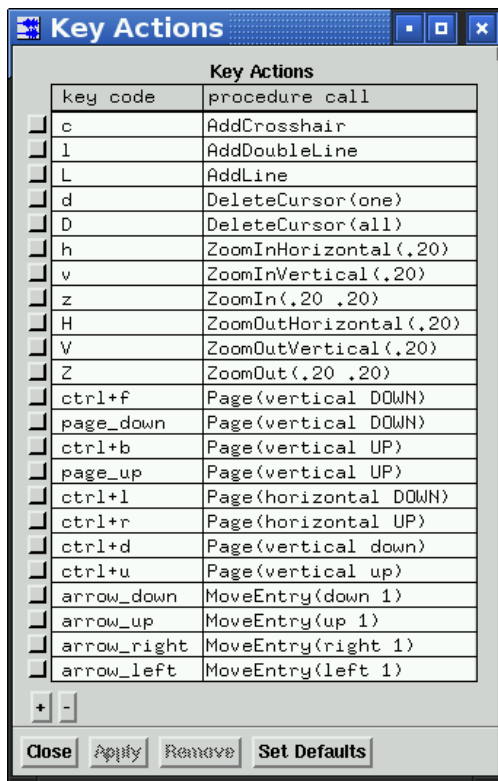 Key Actions
Key Actions
key code procedure call
c AddCrosshair
l AddDoubleLine
L AddLine
d DeleteCursor(one)
D DeleteCursor(all)
h ZoomInHorizontal(.20)
v ZoomInVertical(.20)
z ZoomIn(.20 .20)
H ZoomOutHorizontal(.20)
V ZoomOutVertical(.20)
Z ZoomOut(.20 .20)
ctrl+f Page(vertical DOWN)
page_down Page(vertical DOWN)
ctrl+b Page(vertical UP)
page_up Page(vertical UP)
ctrl+l Page(horizontal DOWN)
ctrl+r Page(horizontal UP)
ctrl+d Page(vertical down)
ctrl+u Page(vertical up)
arrow_down MoveEntry(down 1)
arrow_up MoveEntry(up 1)
arrow_right MoveEntry(right 1)
arrow_left MoveEntry(left 1)
+ -
Close Apply Remove Set Defaults